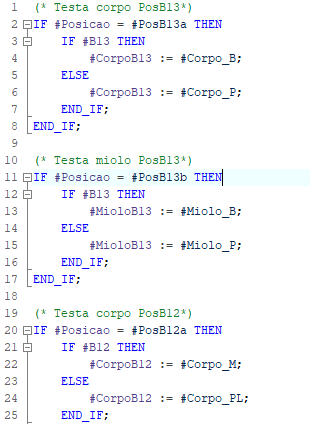 1 (* Testa corpo PosB13*)
2 IF #Posicao = #PosB13a THEN
3 IF #B13 THEN
4 #CorpoB13 := #Corpo_B;
5 ELSE
6 #CorpoB13 := #Corpo_P;
7 END_IF;
8 END_IF;
9
10 (* Testa miolo PosB13*)
11 IF #Posicao = #PosB13b THEN
12 IF #B13 THEN
13 #MioloB13 := #Miolo_B;
14 ELSE
15 #MioloB13 := #Miolo_P;
16 END_IF;
17 END_IF;
18
19 (* Testa corpo PosB12*)
20 IF #Posicao = #PosB12a THEN
21 IF #B12 THEN
22 #CorpoB12 := #Corpo_M;
23 ELSE
24 #CorpoB12 := #Corpo_PL;
25 END_IF;